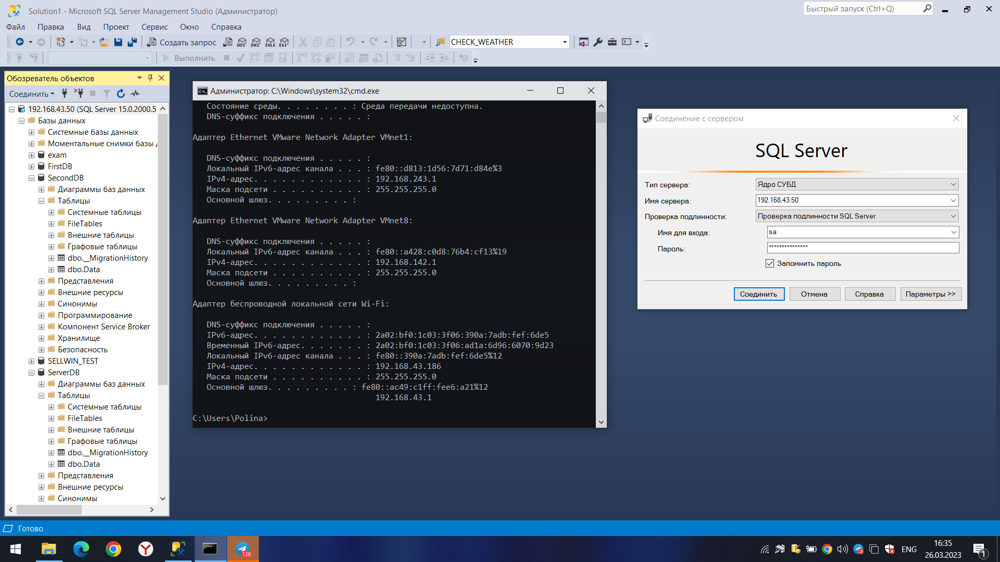 Solution1 - Microsoft SQL Server Management Studio (Администратор)
Быстрый запуск (Ctrl+Q)
Файл Правка Вид Проект Сервис Окно Справка
Создать запрос
MDX DMX XMLA DAX
CHECK_WEATHER
Выполнить
Обозреватель объектов
Соединить
192.168.43.50 (SQL Server 15.0.2000.5
Базы данных
Системные базы данных
Моментальные снимки базы д
exam
FirstDB
SecondDB
Диаграммы баз данных
Таблицы
Системные таблицы
FileTables
Внешние таблицы
Графовые таблицы
dbo.__MigrationHistory
dbo.Data
Представления
Внешние ресурсы
Синонимы
Программирование
Компонент Service Broker
Хранилище
Безопасность
SELLWIN_TEST
ServerDB
Диаграммы баз данных
Таблицы
Системные таблицы
FileTables
Внешние таблицы
Графовые таблицы
dbo.__MigrationHistory
dbo.Data
Представления
Внешние ресурсы
Синонимы
Администратор: C:\Windows\system32\cmd.exe
Состояние среды. . . . . . . . : Среда передачи недоступна.
DNS-суффикс подключения . . . . . :
Адаптер Ethernet VMware Network Adapter VMnet1:
DNS-суффикс подключения . . . . . :
Локальный IPv6-адрес канала . . . : fe80::d813:1d56:7d71:d84e%3
IPv4-адрес. . . . . . . . . . . . : 192.168.243.1
Маска подсети . . . . . . . . . . : 255.255.255.0
Основной шлюз. . . . . . . . . :
Адаптер Ethernet VMware Network Adapter VMnet8:
DNS-суффикс подключения . . . . . :
Локальный IPv6-адрес канала . . . : fe80::a428:c0d8:76b4:cf13%19
IPv4-адрес. . . . . . . . . . . . : 192.168.142.1
Маска подсети . . . . . . . . . . : 255.255.255.0
Основной шлюз. . . . . . . . . :
Адаптер беспроводной локальной сети Wi-Fi:
DNS-суффикс подключения . . . . . :
IPv6-адрес. . . . . . . . . . . . : 2a02:bf0:1c03:3f06:390a:7adb:fef:6de5
Временный IPv6-адрес. . . . . . . : 2a02:bf0:1c03:3f06:ad1a:6d96:6070:9d23
Локальный IPv6-адрес канала . . . : fe80::390a:7adb:fef:6de5%12
IPv4-адрес. . . . . . . . . . . . : 192.168.43.186
Маска подсети . . . . . . . . . . : 255.255.255.0
Основной шлюз. . . . . . . . . : fe80::ac49:c1ff:fee6:a21%12
192.168.43.1
C:\Users\Polina>
Соединение с сервером
SQL Server
Тип сервера: Ядро СУБД
Имя сервера: 192.168.43.50
Проверка подлинности: Проверка подлинности SQL Server
Имя для входа: sa
Пароль: ***************
Запомнить пароль
Соединить Отмена Справка Параметры >>
Готово
128
ENG
16:35
26.03.2023
1